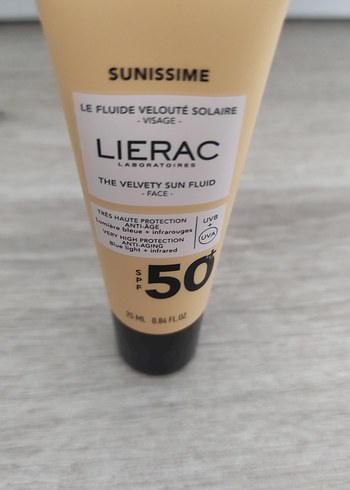 SUNISSIME
LE FLUIDE VELOUTÉ SOLAIRE
- VISAGE -
LIERAC
LABORATOIRES
THE VELVETY SUN FLUID
- FACE -
TRÈS HAUTE PROTECTION
ANTI-ÂGE
Lumière bleue + infrarouges
VERY HIGH PROTECTION
ANTI-AGING
Blue light + infrared
UVB
UVA
SPF 50+
25 ML 0.84 FL.OZ